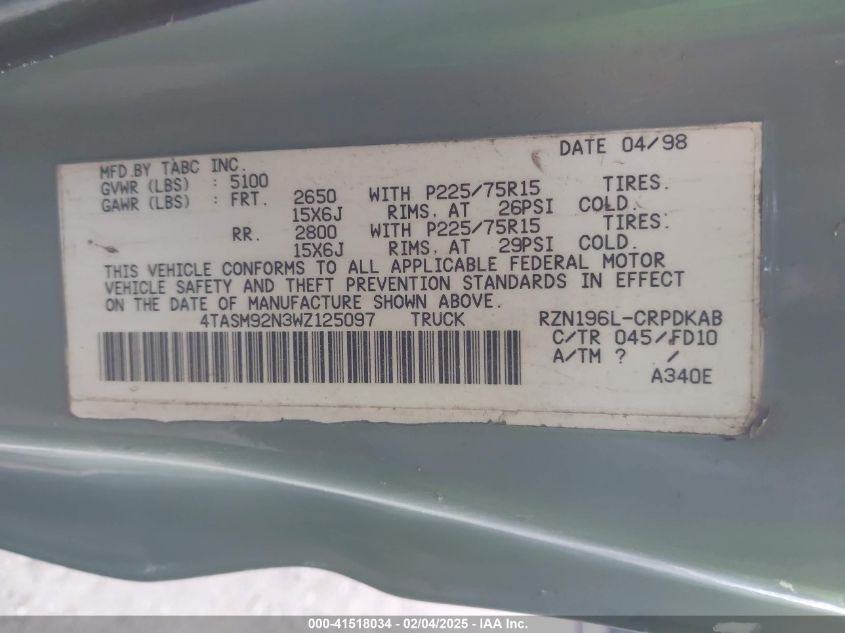 DATE 04/98
MFD.BY TABC INC.
GVWR (LBS) : 5100
GAWR (LBS) : FRT. 2650 WITH P225/75R15 TIRES.
15X6J RIMS, AT 26PSI COLD.
RR. 2800 WITH P225/75R15 TIRES.
15X6J RIMS, AT 29PSI COLD.
THIS VEHICLE CONFORMS TO ALL APPLICABLE FEDERAL MOTOR
VEHICLE SAFETY AND THEFT PREVENTION STANDARDS IN EFFECT
ON THE DATE OF MANUFACTURE SHOWN ABOVE.
4TASM92N3WZ125097 TRUCK RZN196L-CRPDKAB
C/TR 045/FD10
A/TM ? /
A340E
000-41518034 - 02/04/2025 - IAA Inc.